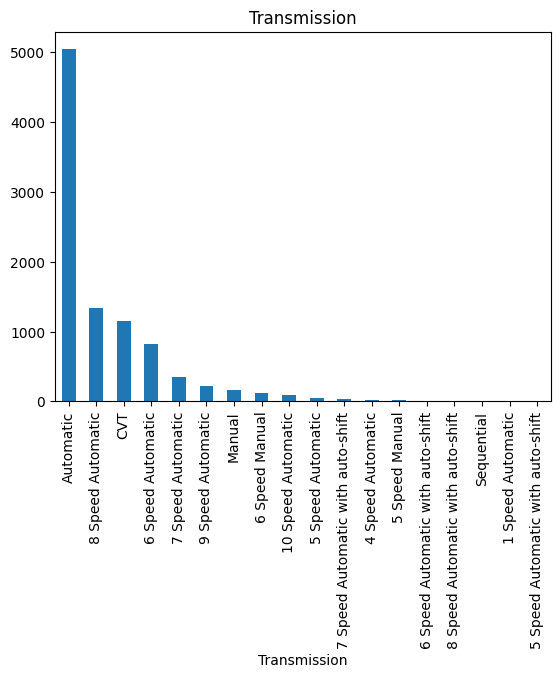 Transmission
5000
4000
3000
2000
1000
0
Automatic
8 Speed Automatic
CVT
6 Speed Automatic
7 Speed Automatic
9 Speed Automatic
Manual
6 Speed Manual
10 Speed Automatic
5 Speed Automatic
7 Speed Automatic with auto-shift
4 Speed Automatic
5 Speed Manual
6 Speed Automatic with auto-shift
8 Speed Automatic with auto-shift
Sequential
1 Speed Automatic
5 Speed Automatic with auto-shift
Transmission